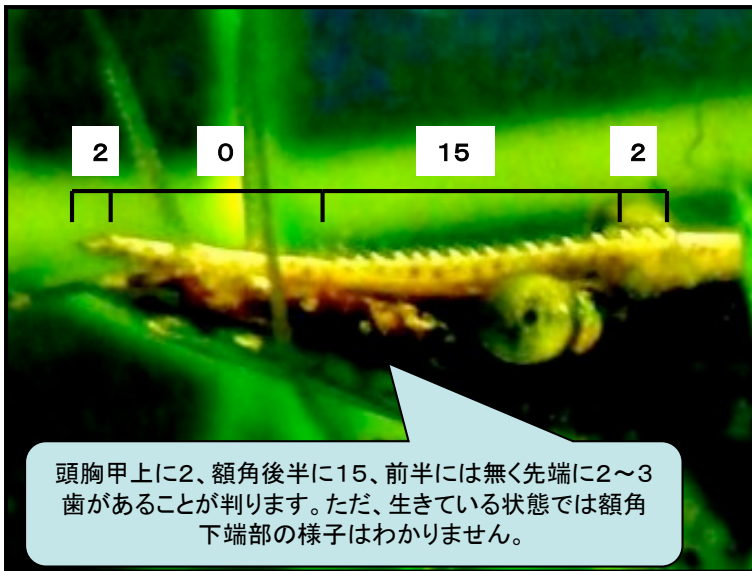 ２ ０ １５ ２
頭胸甲上に２、額角後半に１５、前半には無く先端に２～３
歯があることが判ります。ただ、生きている状態では額角
下端部の様子はわかりません。